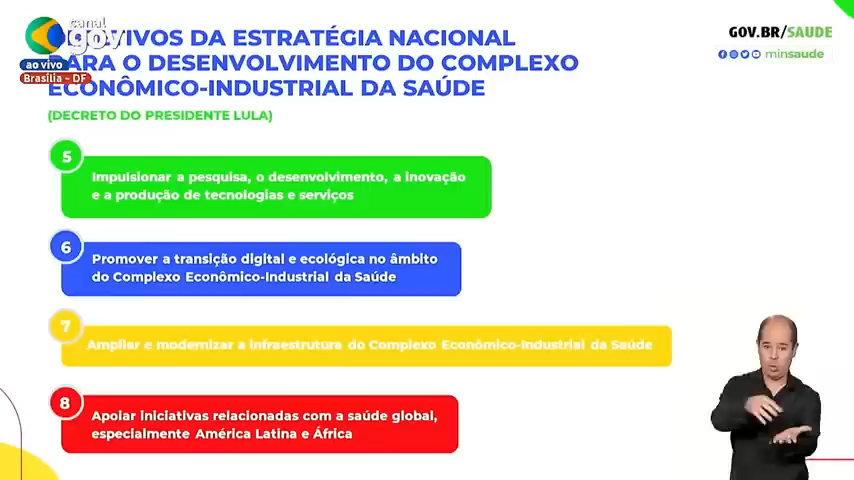 canal
gov
ao vivo
Brasília - DF
TIVOS DA ESTRATÉGIA NACIONAL
PARA O DESENVOLVIMENTO DO COMPLEXO
ECONÔMICO-INDUSTRIAL DA SAÚDE
(DECRETO DO PRESIDENTE LULA)
GOV.BR/SAUDE
minsaude
5
Impulsionar a pesquisa, o desenvolvimento, a inovação
e a produção de tecnologias e serviços
6
Promover a transição digital e ecológica no âmbito
do Complexo Econômico-Industrial da Saúde
7
Ampliar e modernizar a infraestrutura do Complexo Econômico-Industrial da Saúde
8
Apoiar iniciativas relacionadas com a saúde global,
especialmente América Latina e África